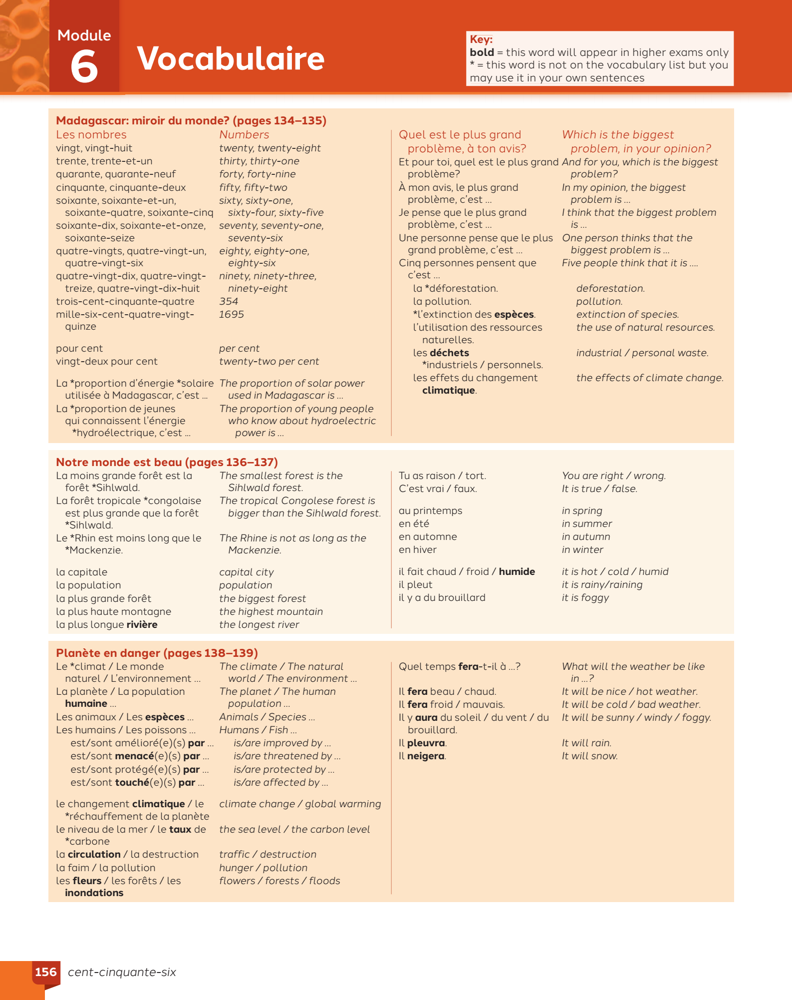 Module
6
Vocabulaire
Key:
bold = this word will appear in higher exams only
* = this word is not on the vocabulary list but you
may use it in your own sentences
Madagascar: miroir du monde? (pages 134–135)
Les nombres Numbers
vingt, vingt-huit twenty, twenty-eight
trente, trente-et-un thirty, thirty-one
quarante, quarante-neuf forty, forty-nine
cinquante, cinquante-deux fifty, fifty-two
soixante, soixante-et-un, sixty, sixty-one,
soixante-quatre, soixante-cinq sixty-four, sixty-five
soixante-dix, soixante-et-onze, seventy, seventy-one,
soixante-seize seventy-six
quatre-vingts, quatre-vingt-un, eighty, eighty-one,
quatre-vingt-six eighty-six
quatre-vingt-dix, quatre-vingt- ninety, ninety-three,
treize, quatre-vingt-dix-huit ninety-eight
trois-cent-cinquante-quatre 354
mille-six-cent-quatre-vingt- 1695
quinze
pour cent per cent
vingt-deux pour cent twenty-two per cent
La *proportion d'énergie *solaire The proportion of solar power
utilisée à Madagascar, c'est ... used in Madagascar is ...
La *proportion de jeunes The proportion of young people
qui connaissent l'énergie who know about hydroelectric
*hydroélectrique, c'est ... power is ...
Quel est le plus grand Which is the biggest
problème, à ton avis? problem, in your opinion?
Et pour toi, quel est le plus grand And for you, which is the biggest
problème? problem?
À mon avis, le plus grand In my opinion, the biggest
problème, c'est ... problem is ...
Je pense que le plus grand I think that the biggest problem
problème, c'est ... is ...
Une personne pense que le plus One person thinks that the
grand problème, c'est ... biggest problem is ...
Cinq personnes pensent que Five people think that it is ....
c'est ...
la *déforestation. deforestation.
la pollution. pollution.
*l'extinction des espèces. extinction of species.
l'utilisation des ressources the use of natural resources.
naturelles.
les déchets industrial / personal waste.
*industriels / personnels.
les effets du changement the effects of climate change.
climatique.
Notre monde est beau (pages 136–137)
La moins grande forêt est la The smallest forest is the
forêt *Sihlwald. Sihlwald forest.
La forêt tropicale *congolaise The tropical Congolese forest is
est plus grande que la forêt bigger than the Sihlwald forest.
*Sihlwald.
Le *Rhin est moins long que le The Rhine is not as long as the
*Mackenzie. Mackenzie.
la capitale capital city
la population population
la plus grande forêt the biggest forest
la plus haute montagne the highest mountain
la plus longue rivière the longest river
Tu as raison / tort. You are right / wrong.
C'est vrai / faux. It is true / false.
au printemps in spring
en été in summer
en automne in autumn
en hiver in winter
il fait chaud / froid / humide it is hot / cold / humid
il pleut it is rainy/raining
il y a du brouillard it is foggy
Planète en danger (pages 138–139)
Le *climat / Le monde The climate / The natural
naturel / L'environnement ... world / The environment ...
La planète / La population The planet / The human
humaine ... population ...
Les animaux / Les espèces ... Animals / Species ...
Les humains / Les poissons ... Humans / Fish ...
est/sont amélioré(e)(s) par ... is/are improved by ...
est/sont menacé(e)(s) par ... is/are threatened by ...
est/sont protégé(e)(s) par ... is/are protected by ...
est/sont touché(e)(s) par ... is/are affected by ...
le changement climatique / le climate change / global warming
*réchauffement de la planète
le niveau de la mer / le taux de the sea level / the carbon level
*carbone
la circulation / la destruction traffic / destruction
la faim / la pollution hunger / pollution
les fleurs / les forêts / les flowers / forests / floods
inondations
Quel temps fera-t-il à ...? What will the weather be like
in ...?
Il fera beau / chaud. It will be nice / hot weather.
Il fera froid / mauvais. It will be cold / bad weather.
Il y aura du soleil / du vent / du It will be sunny / windy / foggy.
brouillard.
Il pleuvra. It will rain.
Il neigera. It will snow.
156 cent-cinquante-six